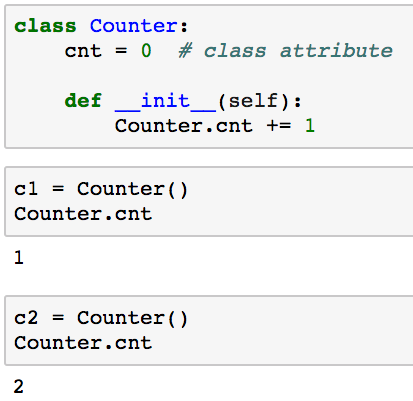 class Counter:
    cnt = 0  # class attribute

    def __init__(self):
        Counter.cnt += 1
c1 = Counter()
Counter.cnt
1
c2 = Counter()
Counter.cnt
2